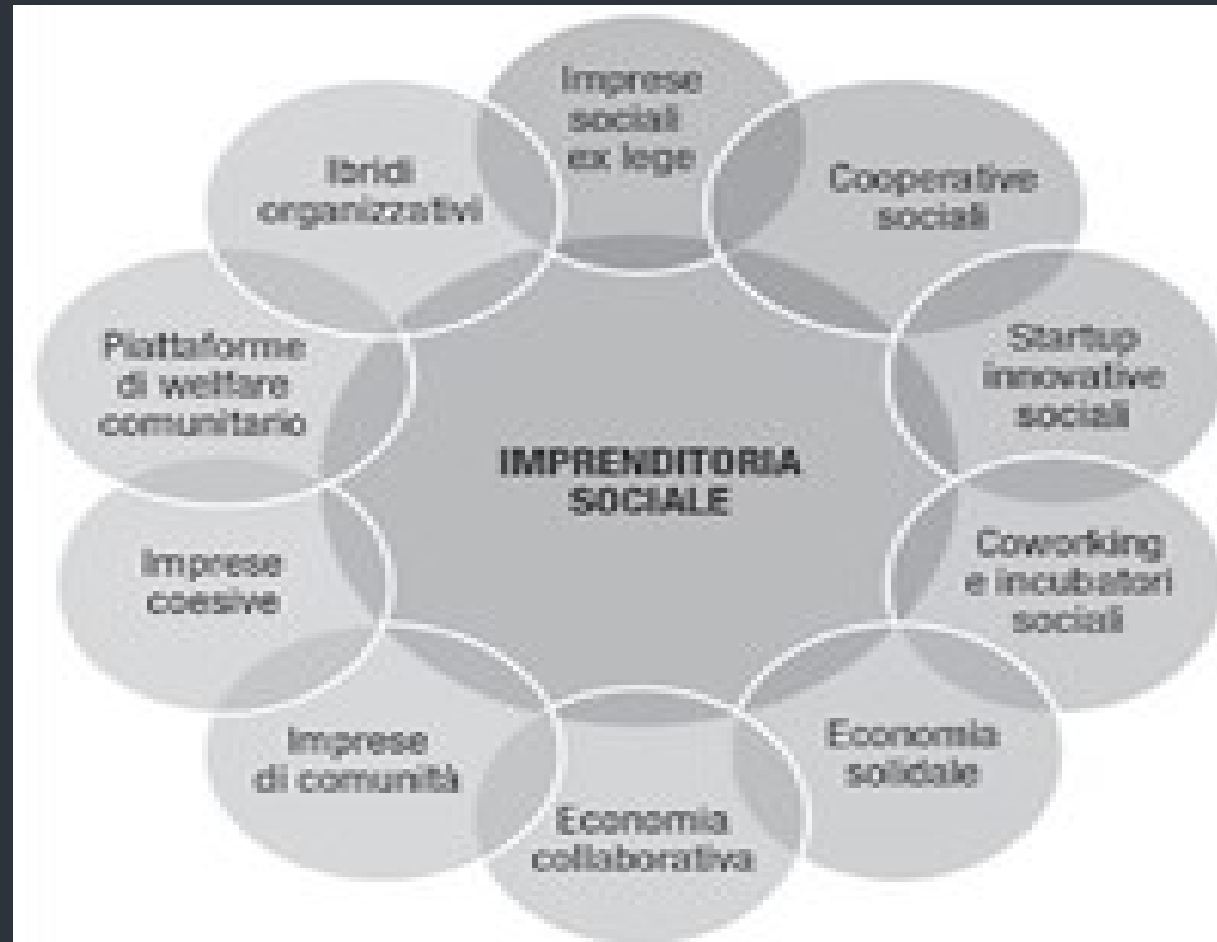 Imprese
sociali
ex lege
Cooperative
sociali
Startup
innovative
sociali
Coworking
e incubatori
sociali
Economia
solidale
Economia
collaborativa
Imprese
di comunità
Imprese
coesive
Piattaforme
di welfare
comunitario
Ibridi
organizzativi
IMPRENDITORIA
SOCIALE